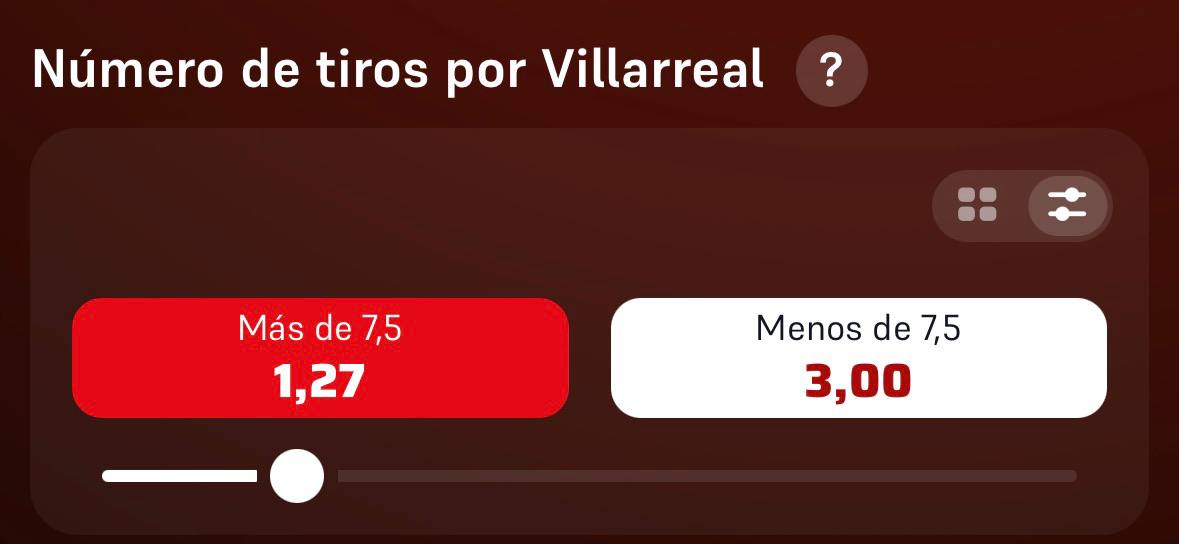 Número de tiros por Villarreal ?
Más de 7,5
1,27
Menos de 7,5
3,00